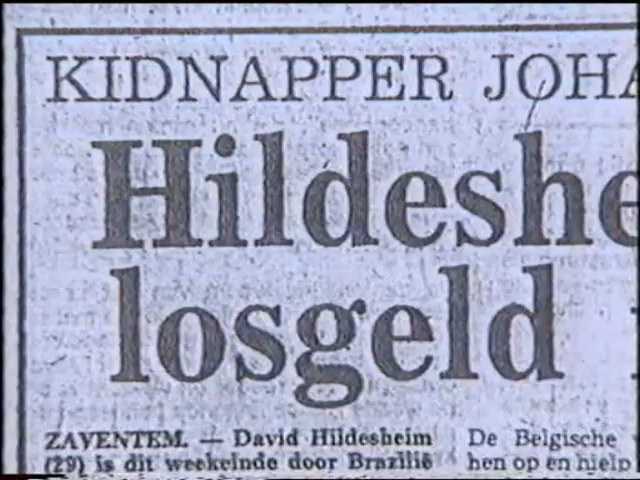 KIDNAPPER JOHA
Hildeshe
losgeld
ZAVENTEM. — David Hildesheim
(29) is dit weekeinde door Brazilië
De Belgische
hen op en hielp